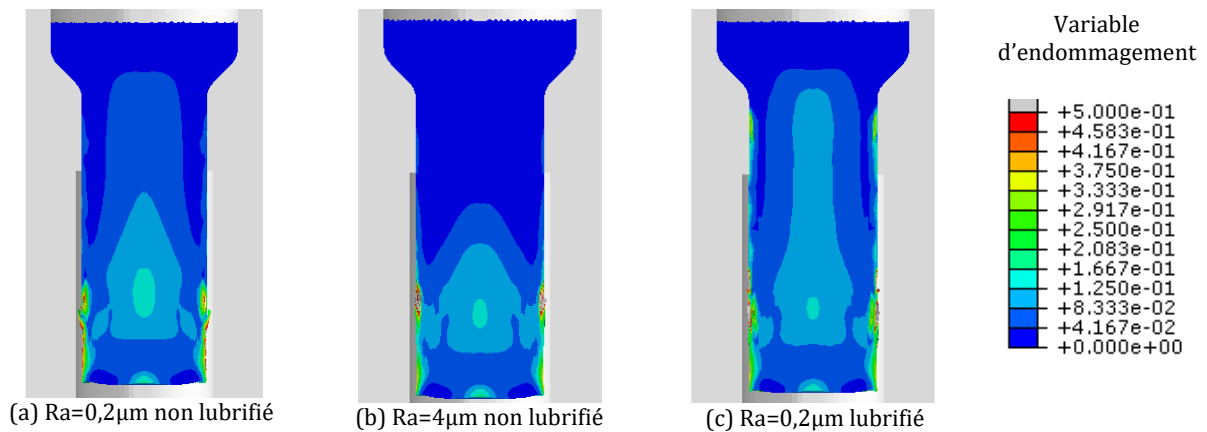 Variable
d'endommagement
+5.000e-01
+4.583e-01
+4.167e-01
+3.750e-01
+3.333e-01
+2.917e-01
+2.500e-01
+2.083e-01
+1.667e-01
+1.250e-01
+8.333e-02
+4.167e-02
+0.000e+00
(a) Ra=0,2µm non lubrifié
(b) Ra=4µm non lubrifié
(c) Ra=0,2µm lubrifié